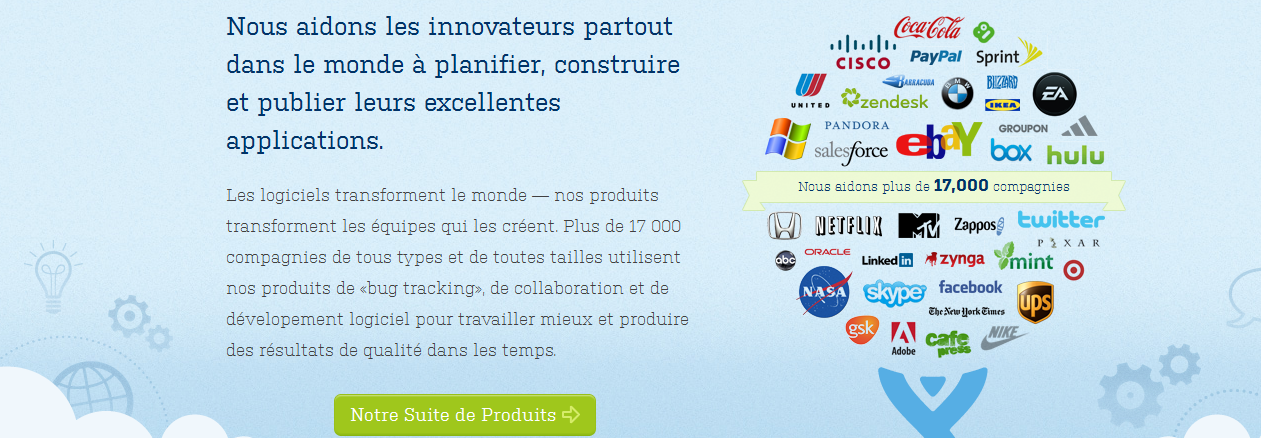 Nous aidons les innovateurs partout
dans le monde à planifier, construire
et publier leurs excellentes
applications.
Les logiciels transforment le monde — nos produits
transforment les équipes qui les créent. Plus de 17 000
compagnies de tous types et de toutes tailles utilisent
nos produits de «bug tracking», de collaboration et de
dévelopement logiciel pour travailler mieux et produire
des résultats de qualité dans les temps.
Notre Suite de Produits
Coca-Cola
CISCO PayPal Sprint
UNITED BARRACUDA zendesk BMW BLIZZARD IKEA EA
PANDORA salesforce ebay GROUPON box hulu
Nous aidons plus de 17,000 compagnies
NETFLIX MTV Zappos twitter
PIXAR
abc ORACLE LinkedIn zynga mint
NASA skype facebook ups
The New York Times
gsk Adobe cafe press NIKE